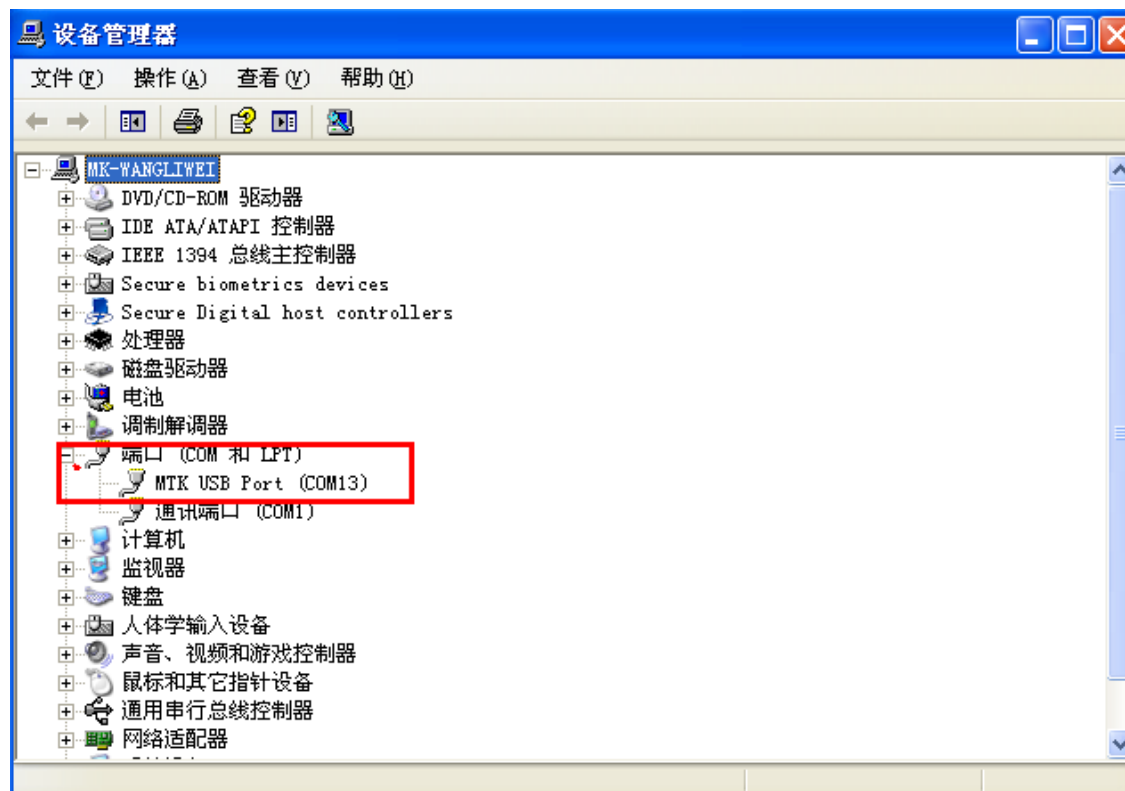 设备管理器
文件(F) 操作(A) 查看(V) 帮助(H)
MK-WANGLIWEI
DVD/CD-ROM 驱动器
IDE ATA/ATAPI 控制器
IEEE 1394 总线主控制器
Secure biometrics devices
Secure Digital host controllers
处理器
磁盘驱动器
电池
调制解调器
端口 (COM 和 LPT)
MTK USB Port (COM13)
通讯端口 (COM1)
计算机
监视器
键盘
人体学输入设备
声音、视频和游戏控制器
鼠标和其它指针设备
通用串行总线控制器
网络适配器